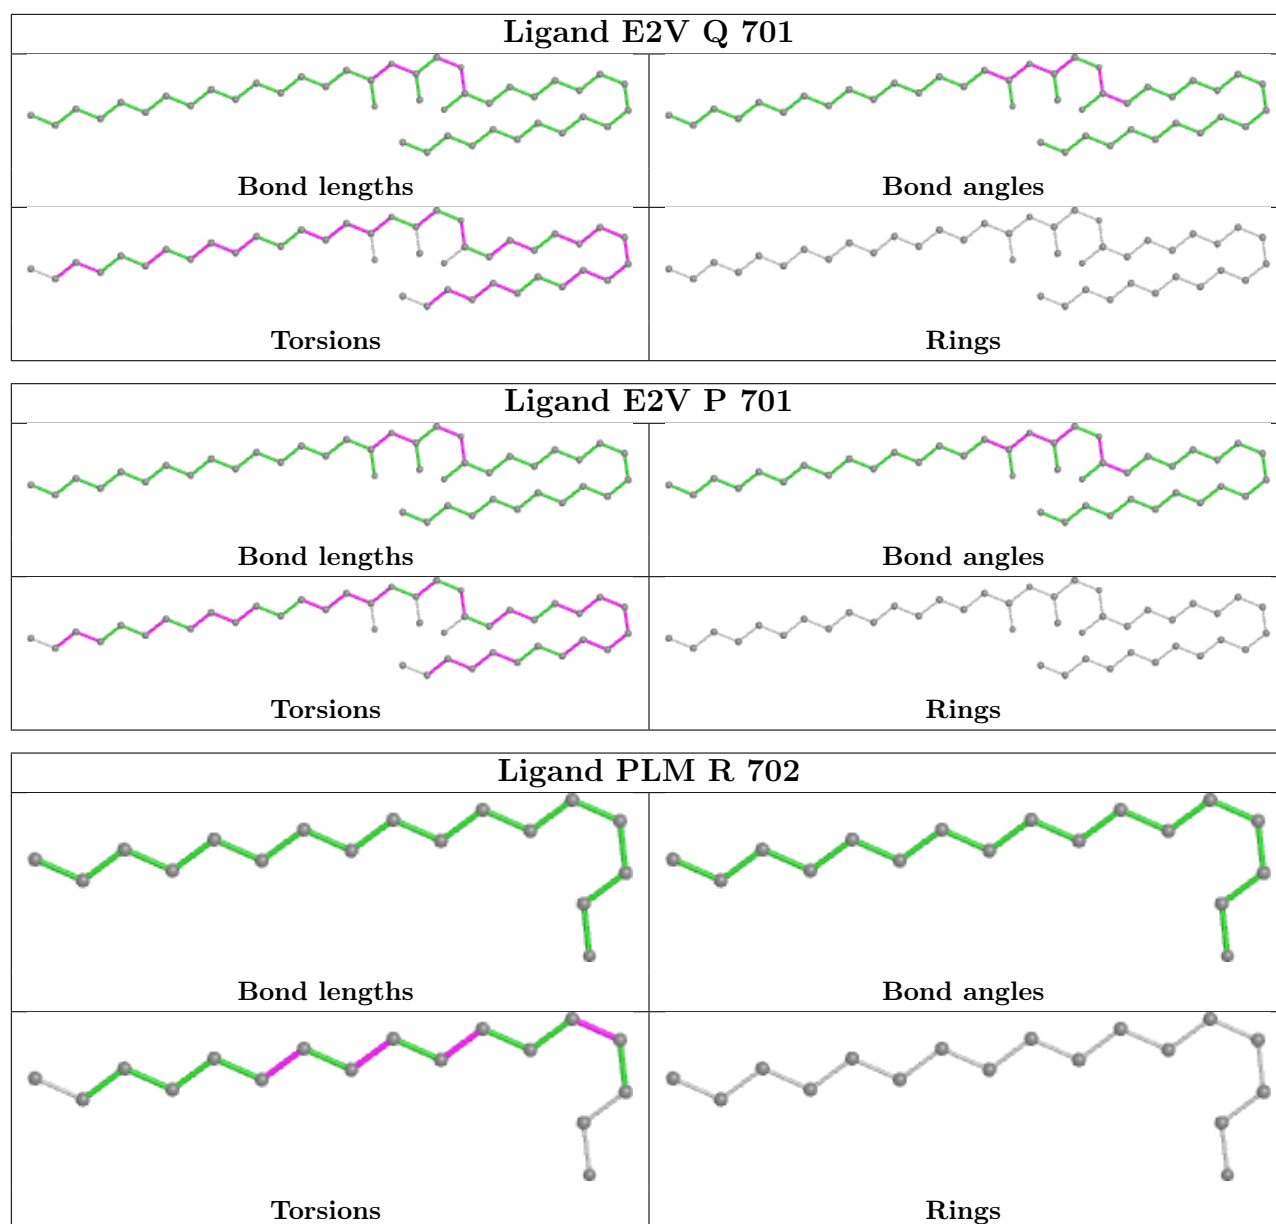 Ligand E2V Q 701
Bond lengths
Bond angles
Torsions
Rings
Ligand E2V P 701
Bond lengths
Bond angles
Torsions
Rings
Ligand PLM R 702
Bond lengths
Bond angles
Torsions
Rings